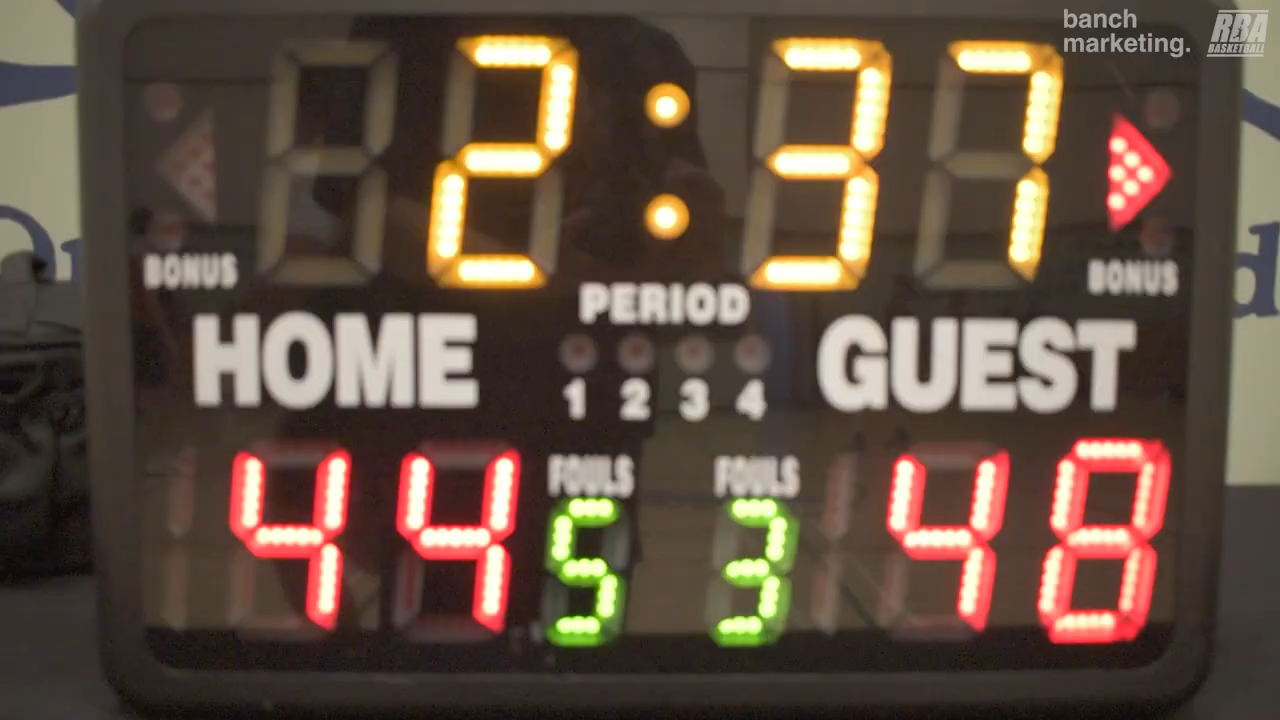 banch
marketing.
RBA
BASKETBALL
2:37
BONUS
BONUS
PERIOD
HOME
GUEST
1 2 3 4
FOULS
FOULS
44
5
3
48